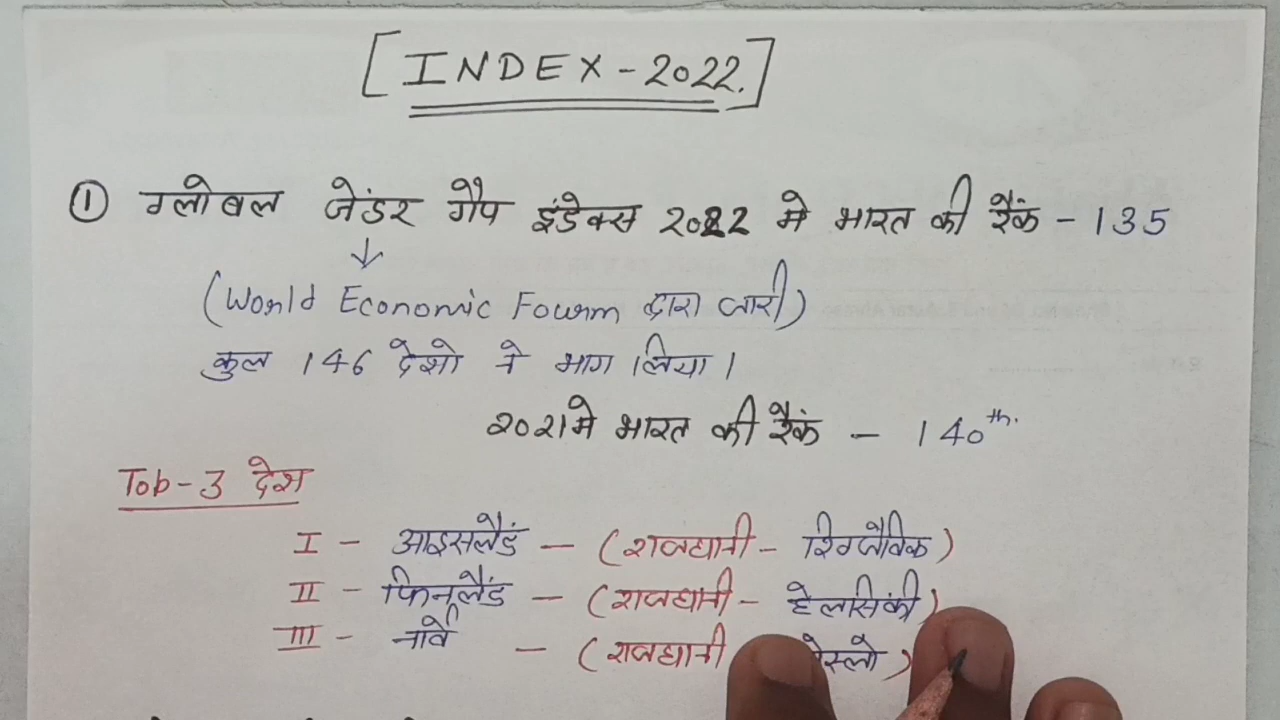 [INDEX-2022.]
① ग्लोबल जेंडर गैप इंडेक्स 2022 मे भारत की रैकं - 135
↓
(World Economic Fourm द्वारा जारी)
कुल 146 देशो ने भाग लिया।
2021मे भारत की रैकं - 140th.
Top-3 देश
I - आइसलैडं - (राजधानी - रिग्जैविक)
II - फिनलैंड - (राजधानी - हेलसिंकी)
III - नार्वे - (राजधानी